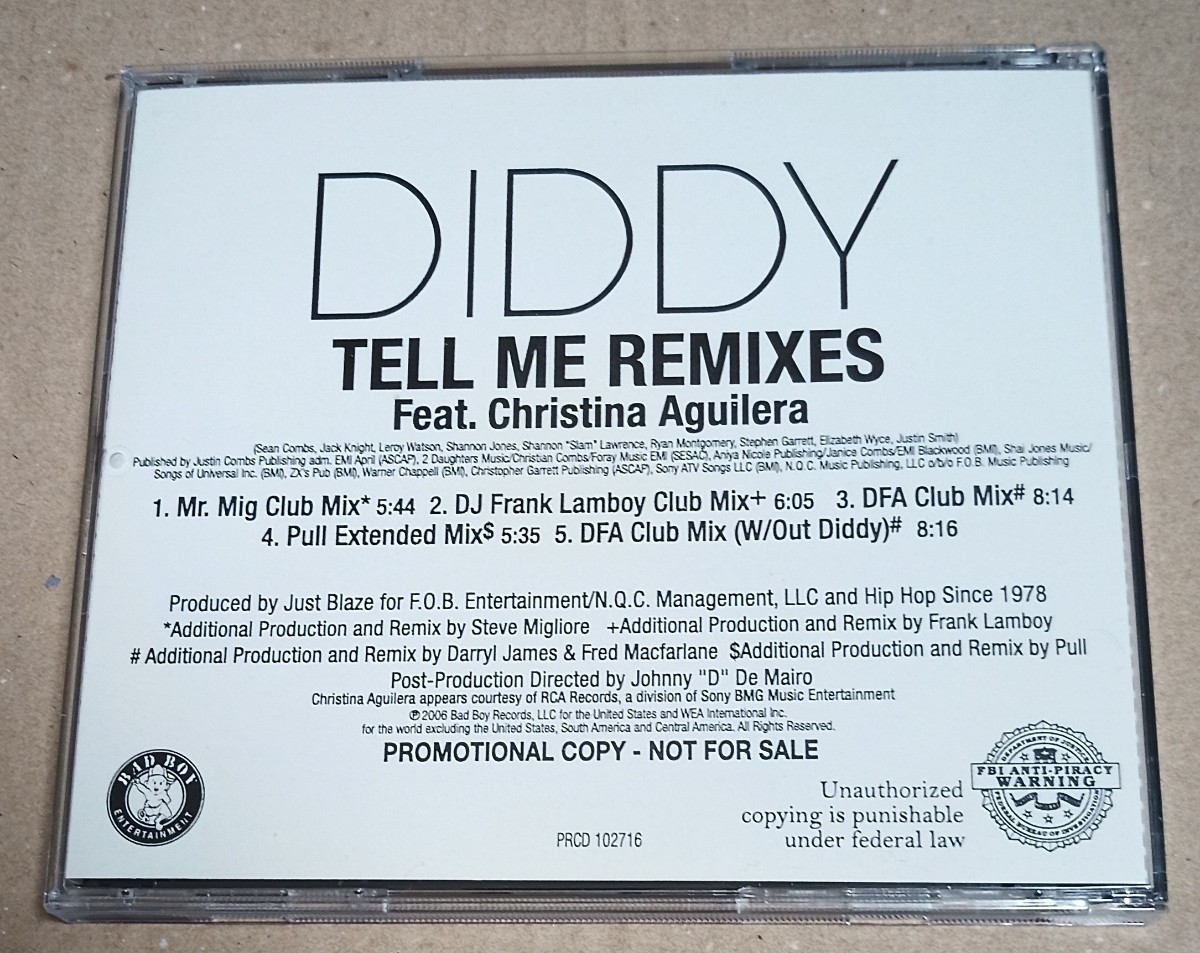 DIDDY
TELL ME REMIXES
Feat. Christina Aguilera
(Sean Combs, Jack Knight, Leroy Watson, Shannon Jones, Shannon "Slam" Lawrence, Ryan Montgomery, Stephen Garrett, Elizabeth Wyce, Justin Smith)
Published by Justin Combs Publishing adm. EMI April (ASCAP), 2 Daughters Music/Christian Combs/Foray Music EMI (SESAC), Aniya Nicole Publishing/Janice Combs/EMI Blackwood (BMI), Shai Jones Music/
Songs of Universal Inc. (BMI), ZX's Pub (BMI), Warner Chappell (BMI), Christopher Garrett Publishing (ASCAP), Sony ATV Songs LLC (BMI), N.Q.C. Music Publishing, LLC o/b/o F.O.B. Music Publishing
1. Mr. Mig Club Mix* 5:44 2. DJ Frank Lamboy Club Mix+ 6:05 3. DFA Club Mix# 8:14
4. Pull Extended Mix$ 5:35 5. DFA Club Mix (W/Out Diddy)# 8:16
Produced by Just Blaze for F.O.B. Entertainment/N.Q.C. Management, LLC and Hip Hop Since 1978
*Additional Production and Remix by Steve Migliore +Additional Production and Remix by Frank Lamboy
# Additional Production and Remix by Darryl James & Fred Macfarlane $Additional Production and Remix by Pull
Post-Production Directed by Johnny "D" De Mairo
Christina Aguilera appears courtesy of RCA Records, a division of Sony BMG Music Entertainment
℗ 2006 Bad Boy Records, LLC for the United States and WEA International Inc.
for the world excluding the United States, South America and Central America. All Rights Reserved.
PROMOTIONAL COPY - NOT FOR SALE
BAD BOY
ENTERTAINMENT
PRCD 102716
Unauthorized
copying is punishable
under federal law
DEPARTMENT OF JUSTICE
FBI ANTI-PIRACY
WARNING
FEDERAL BUREAU OF INVESTIGATION